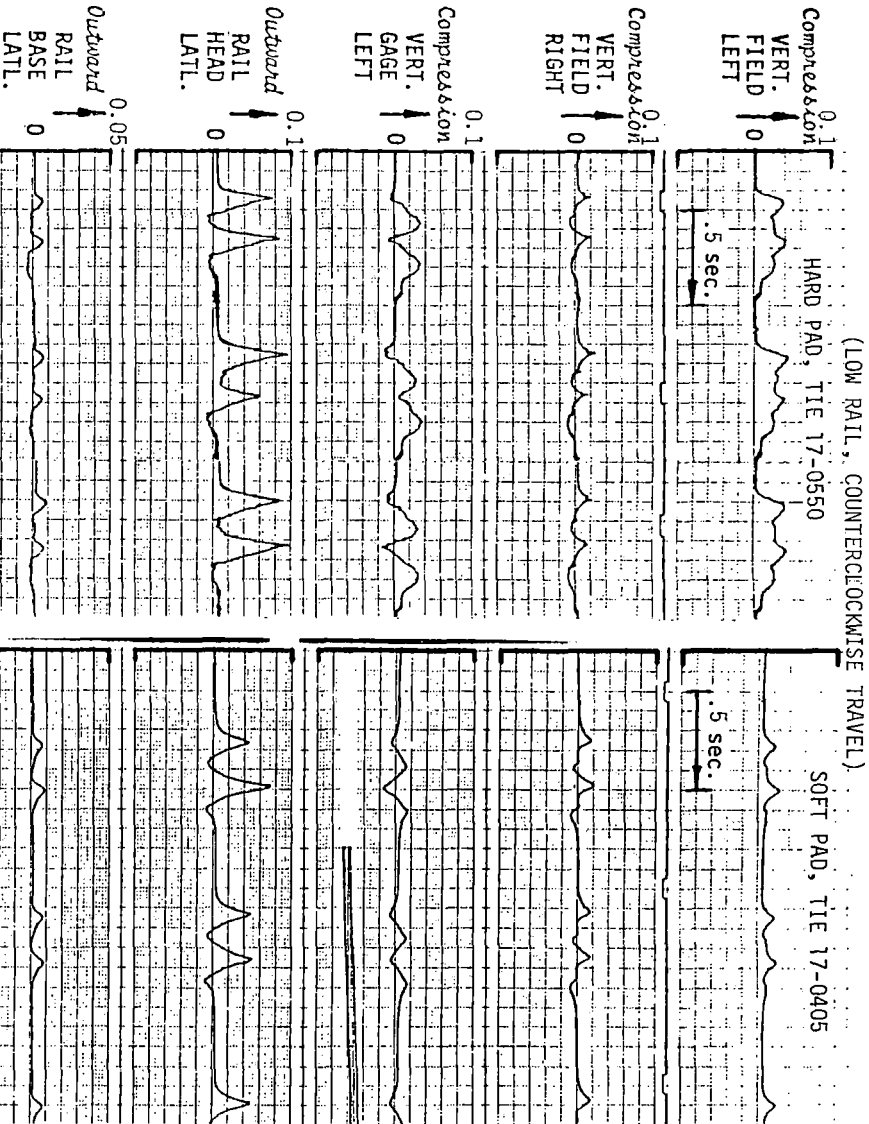 (LOW RAIL, COUNTERCLOCKWISE TRAVEL)
HARD PAD, TIE 17-0550
SOFT PAD, TIE 17-0405
Compression
0.1
VERT.
FIELD
LEFT
0
.5 sec.
.5 sec.
Compression
0.1
VERT.
FIELD
RIGHT
0
Compression
0.1
VERT.
GAGE
LEFT
0
Outward
0.1
RAIL
HEAD
LATL.
0
Outward
0.05
RAIL
BASE
LATL.
0